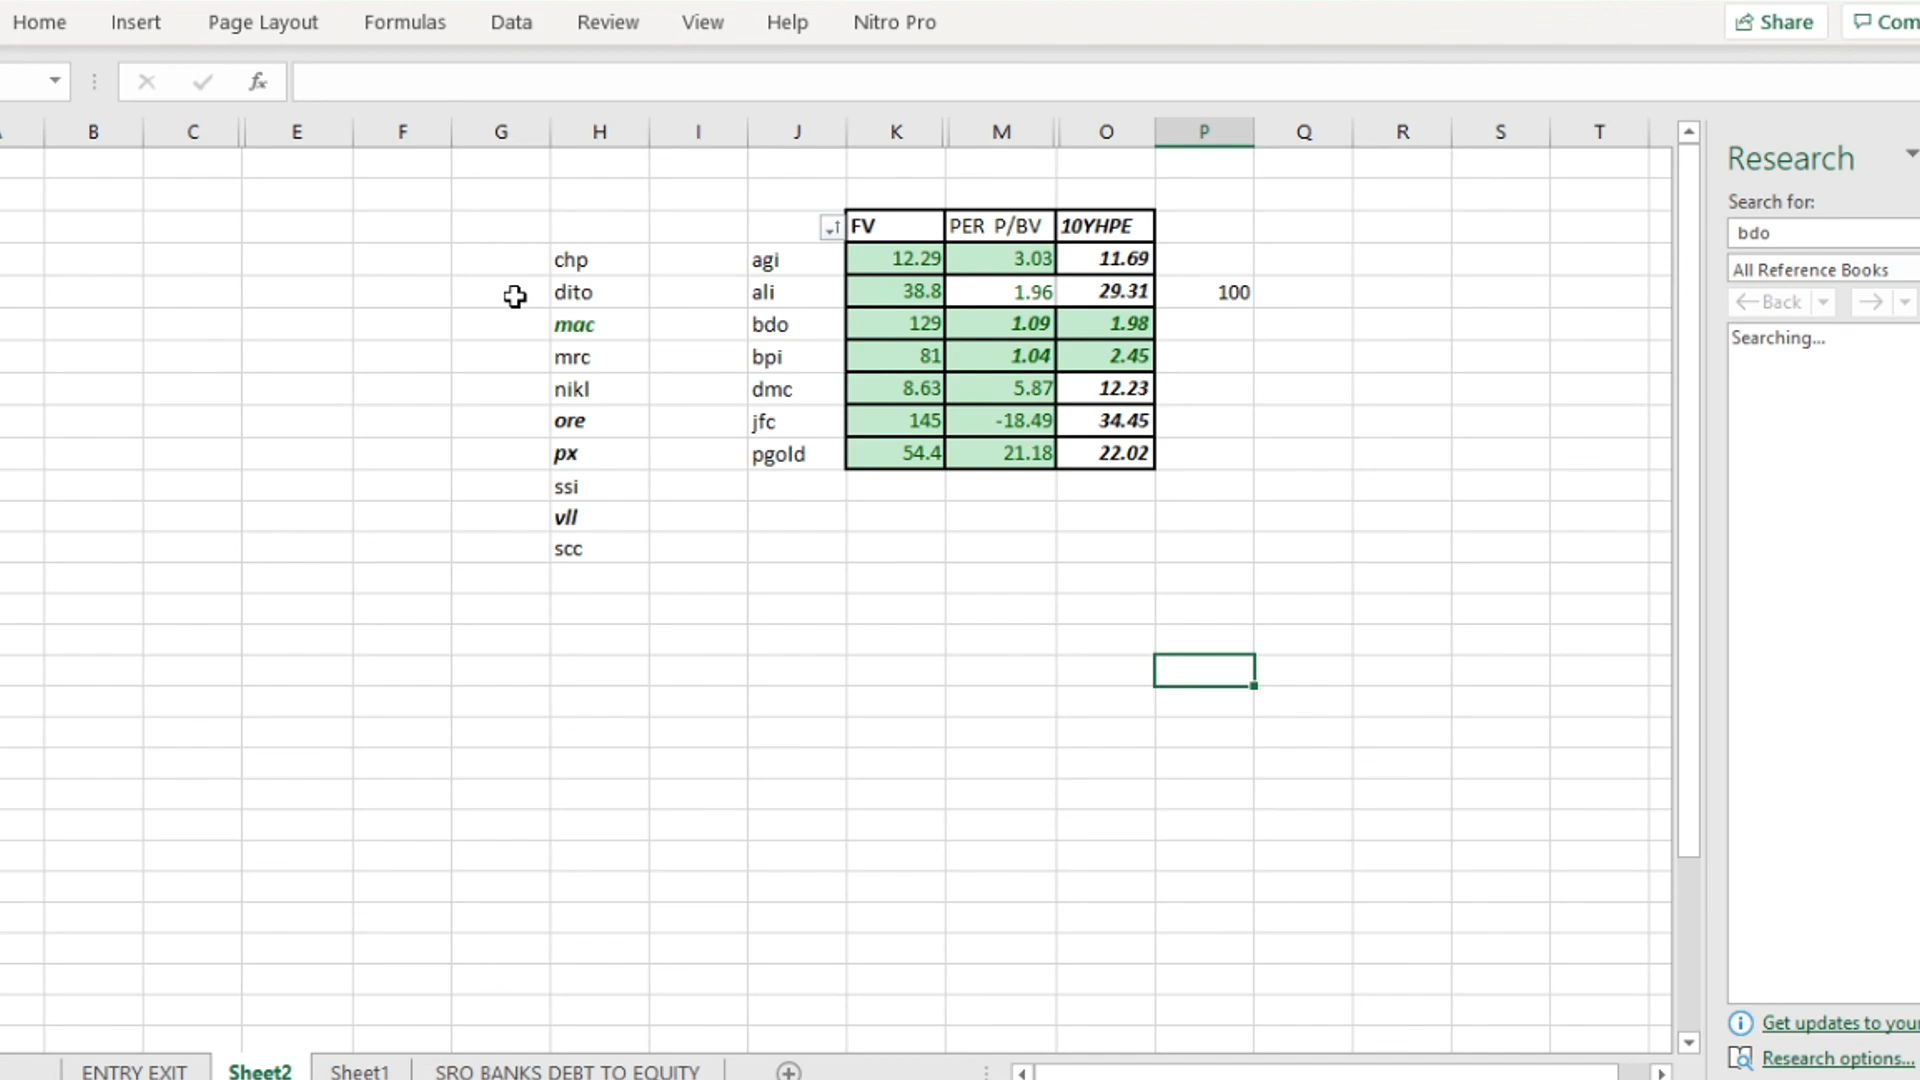 Home Insert Page Layout Formulas Data Review View Help Nitro Pro Share Com
fx
B C E F G H I J K M O P Q R S T
FV PER P/BV 10YHPE
chp agi 12.29 3.03 11.69
dito ali 38.8 1.96 29.31 100
mac bdo 129 1.09 1.98
mrc bpi 81 1.04 2.45
nikl dmc 8.63 5.87 12.23
ore jfc 145 -18.49 34.45
px pgold 54.4 21.18 22.02
ssi
vll
scc
Research
Search for:
bdo
All Reference Books
Back
Searching...
Get updates to your
Research options...
ENTRY EXIT Sheet2 Sheet1 SRO BANKS DEBT TO EQUITY